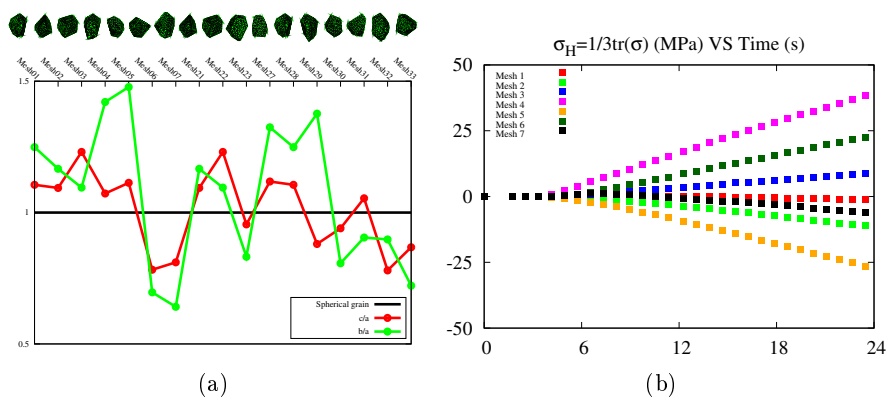 Mesh01 Mesh02 Mesh03 Mesh04 Mesh05 Mesh06 Mesh07 Mesh21 Mesh22 Mesh23 Mesh27 Mesh28 Mesh29 Mesh30 Mesh31 Mesh32 Mesh33
1.5
1
0.5
Spherical grain
c/a
b/a
(a)
σH=1/3tr(σ) (MPa) VS Time (s)
50
25
0
-25
-50
Mesh 1
Mesh 2
Mesh 3
Mesh 4
Mesh 5
Mesh 6
Mesh 7
0 6 12 18 24
(b)